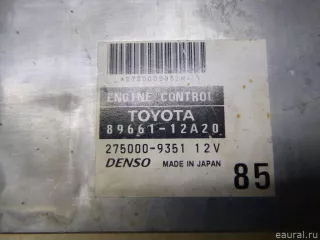 ENGINE CONTROL
TOYOTA
89661-12A20
275000-9351 12V
DENSO MADE IN JAPAN
85
eaural.ru